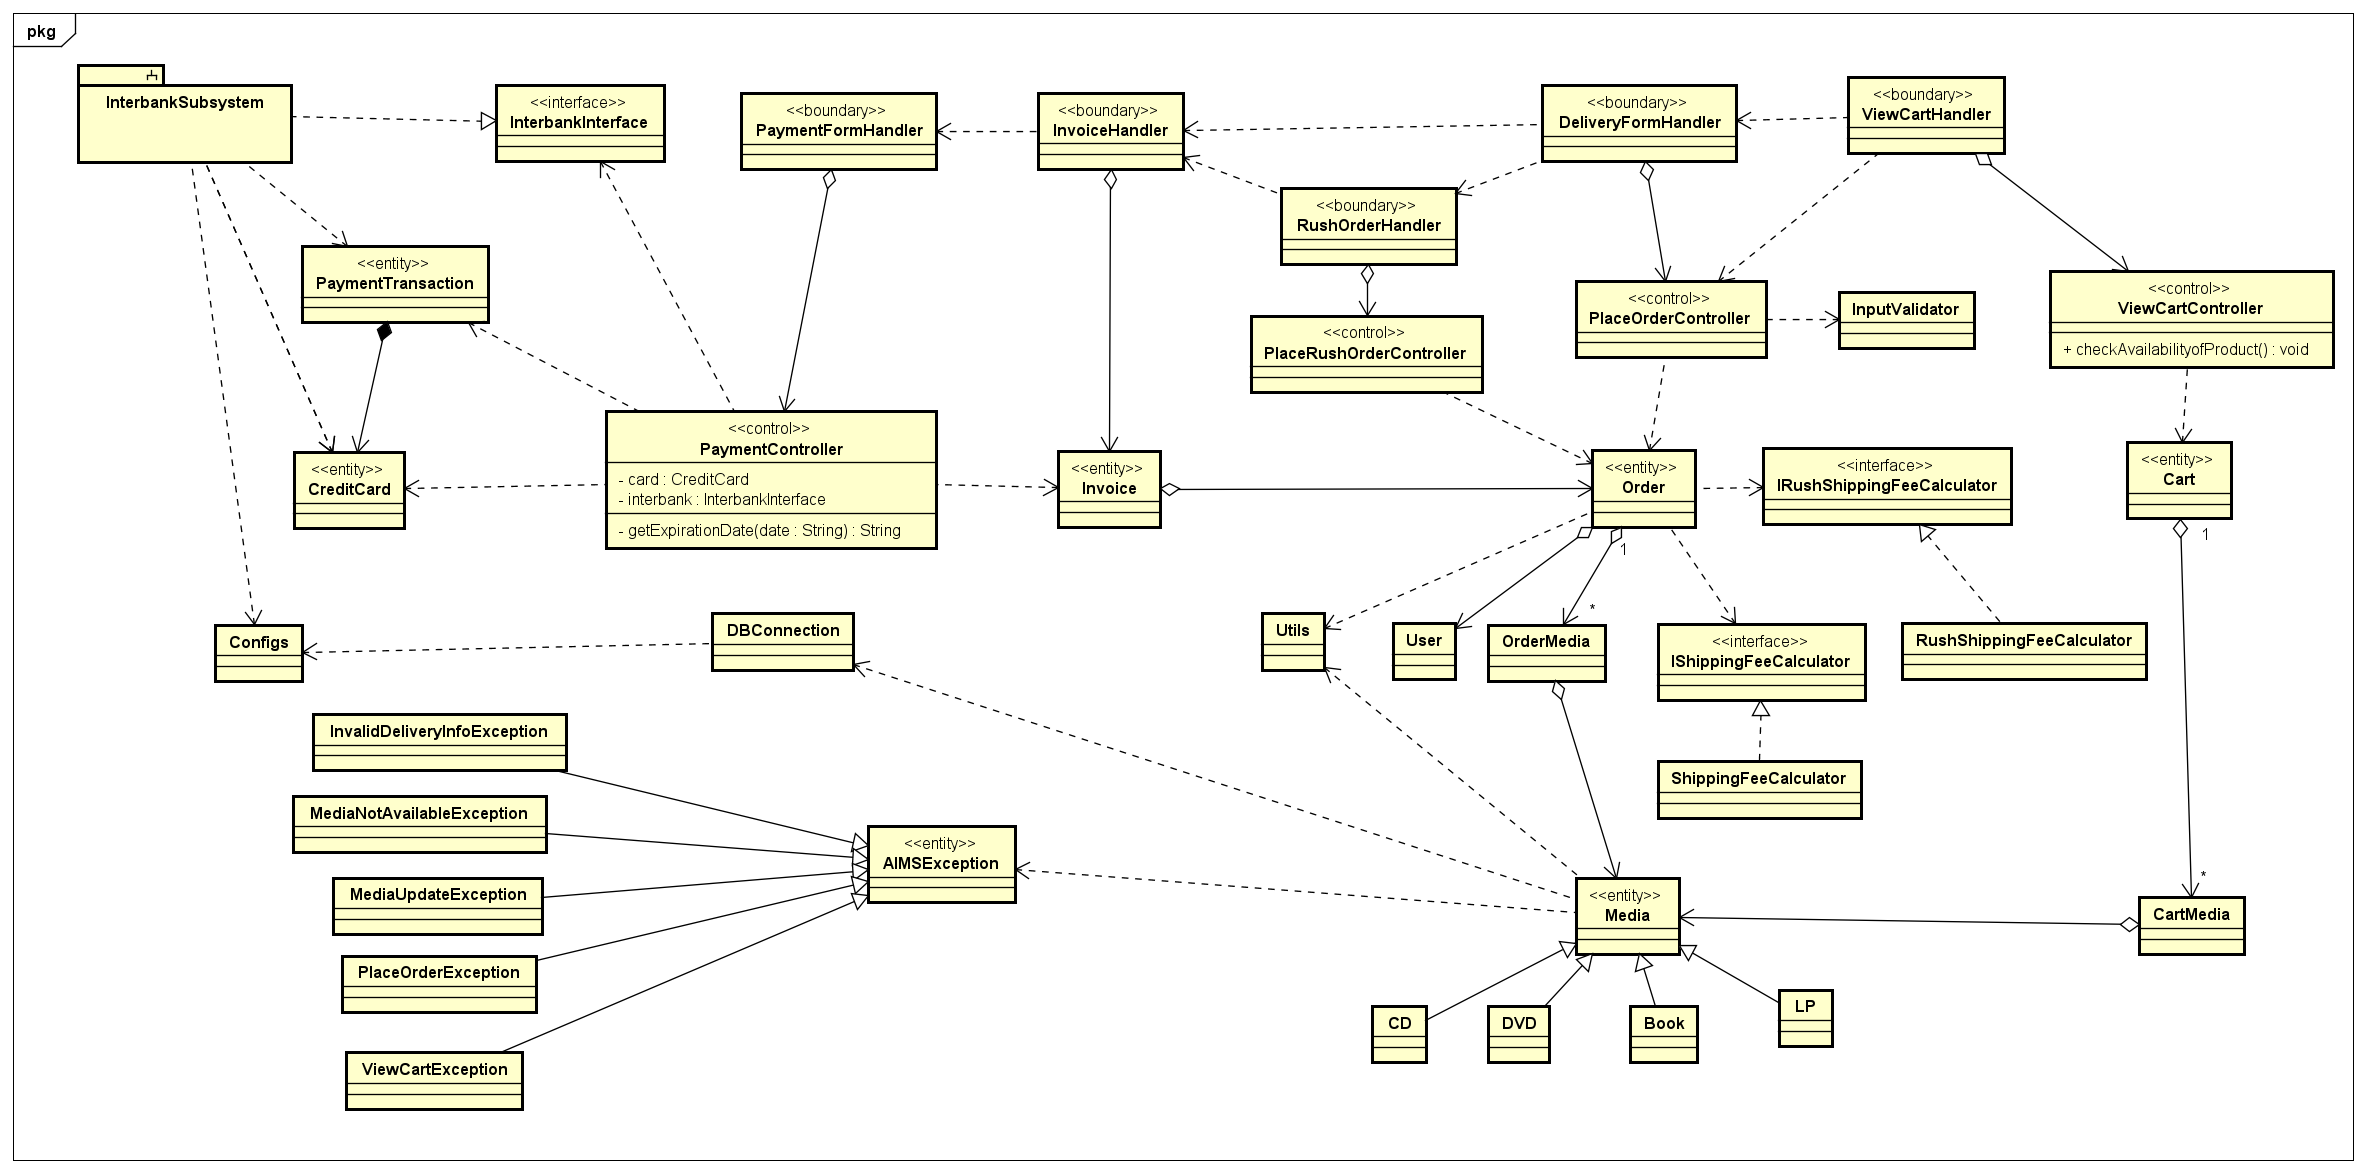 pkg
InterbankSubsystem
<<interface>>
InterbankInterface
<<boundary>>
PaymentFormHandler
<<boundary>>
InvoiceHandler
<<boundary>>
DeliveryFormHandler
<<boundary>>
ViewCartHandler
<<boundary>>
RushOrderHandler
<<entity>>
PaymentTransaction
<<control>>
PlaceRushOrderController
<<control>>
PlaceOrderController
InputValidator
<<control>>
ViewCartController
+ checkAvailabilityofProduct() : void
<<entity>>
CreditCard
<<control>>
PaymentController
- card : CreditCard
- interbank : InterbankInterface
- getExpirationDate(date : String) : String
<<entity>>
Invoice
<<entity>>
Order
1
<<interface>>
IRushShippingFeeCalculator
<<entity>>
Cart
1
Configs
DBConnection
Utils
User
*
OrderMedia
<<interface>>
IShippingFeeCalculator
RushShippingFeeCalculator
InvalidDeliveryInfoException
MediaNotAvailableException
MediaUpdateException
PlaceOrderException
ViewCartException
<<entity>>
AIMSException
ShippingFeeCalculator
<<entity>>
Media
*
CartMedia
CD
DVD
Book
LP